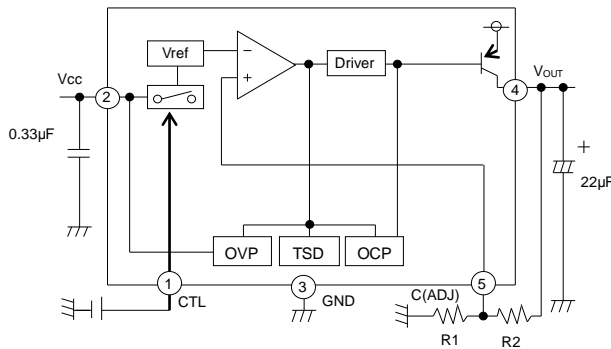 Vref
−
+
Driver
Vcc
2
4
VOUT
0.33µF
+
22µF
OVP
TSD
OCP
1
CTL
3
GND
5
C(ADJ)
R1
R2